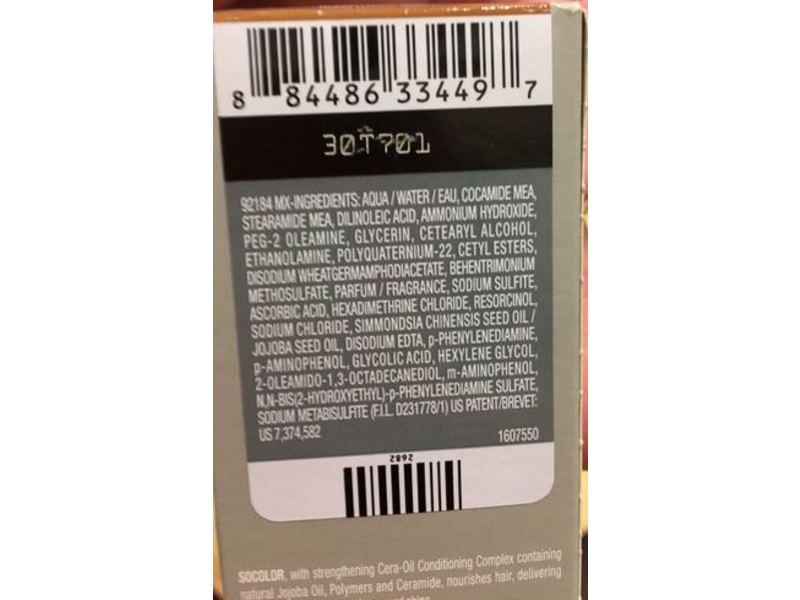 8 84486 33449 7
30T701
92184 MX-INGREDIENTS: AQUA / WATER / EAU, COCAMIDE MEA,
STEARAMIDE MEA, DILINOLEIC ACID, AMMONIUM HYDROXIDE,
PEG-2 OLEAMINE, GLYCERIN, CETEARYL ALCOHOL,
ETHANOLAMINE, POLYQUATERNIUM-22, CETYL ESTERS,
DISODIUM WHEATGERMAMPHODIACETATE, BEHENTRIMONIUM
METHOSULFATE, PARFUM / FRAGRANCE, SODIUM SULFITE,
ASCORBIC ACID, HEXADIMETHRINE CHLORIDE, RESORCINOL,
SODIUM CHLORIDE, SIMMONDSIA CHINENSIS SEED OIL /
JOJOBA SEED OIL, DISODIUM EDTA, p-PHENYLENEDIAMINE,
p-AMINOPHENOL, GLYCOLIC ACID, HEXYLENE GLYCOL,
2-OLEAMIDO-1,3-OCTADECANEDIOL, m-AMINOPHENOL,
N,N-BIS(2-HYDROXYETHYL)-p-PHENYLENEDIAMINE SULFATE,
SODIUM METABISULFITE (F.I.L. D231778/1) US PATENT/BREVET:
US 7,374,582 1607550
2682
SOCOLOR, with strengthening Cera-Oil Conditioning Complex containing
natural Jojoba Oil, Polymers and Ceramide, nourishes hair, delivering